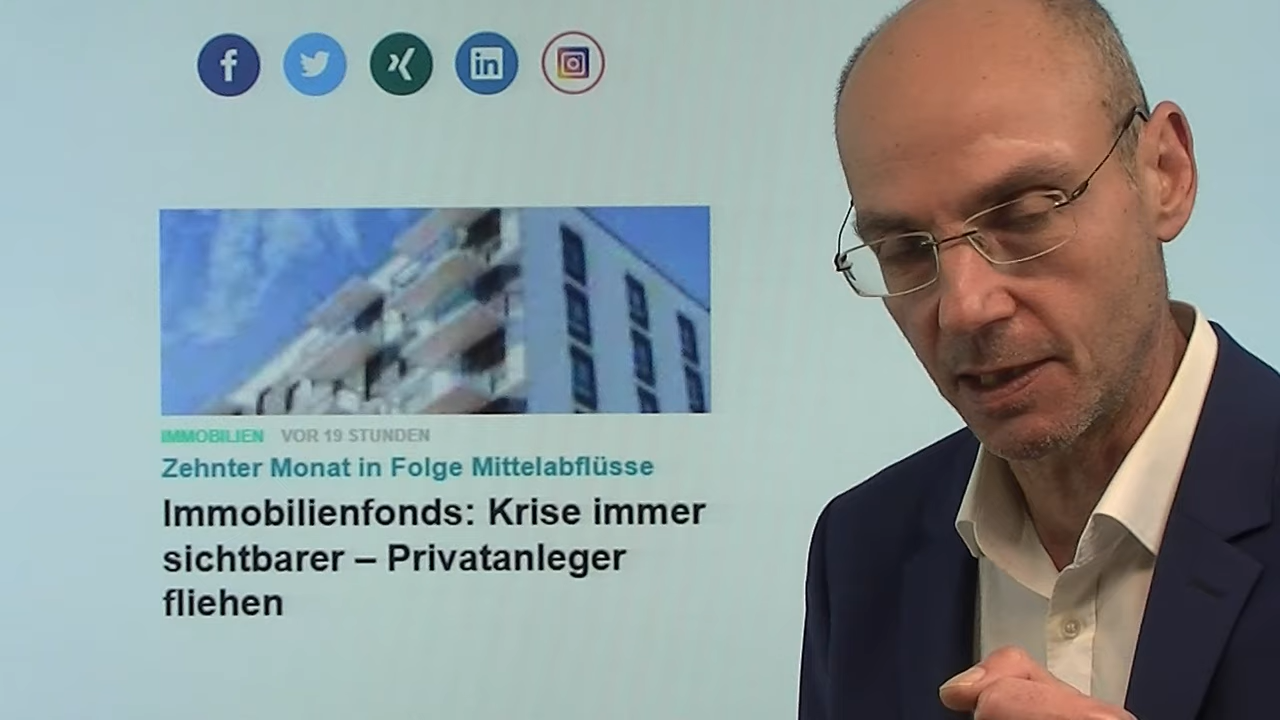 IMMOBILIEN VOR 19 STUNDEN
Zehnter Monat in Folge Mittelabflüsse
Immobilienfonds: Krise immer
sichtbarer – Privatanleger
fliehen